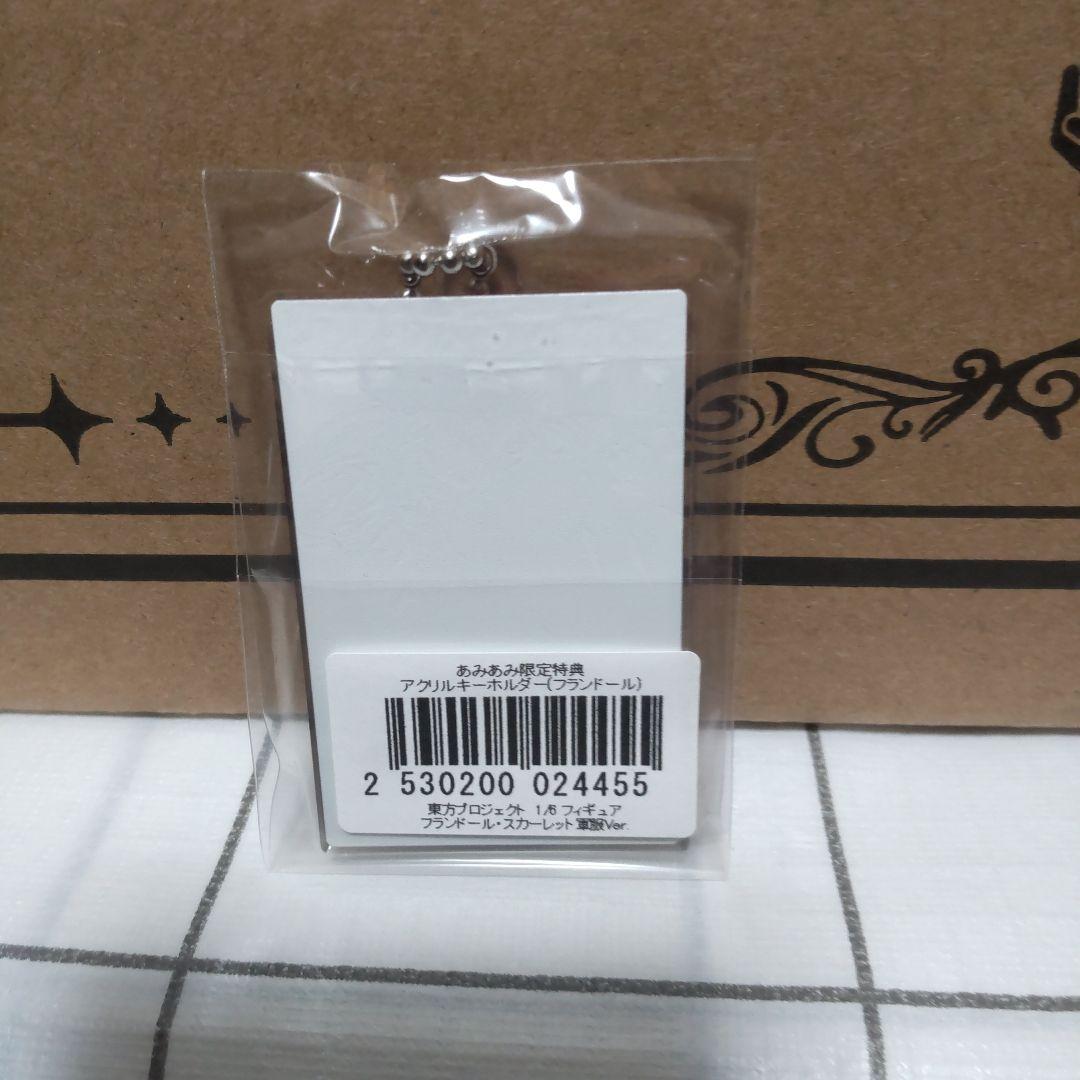 あみあみ限定特典
アクリルキーホルダー(フランドール)
2 530200 024455
東方プロジェクト 1/6 フィギュア
フランドール・スカーレット 軍服Ver.